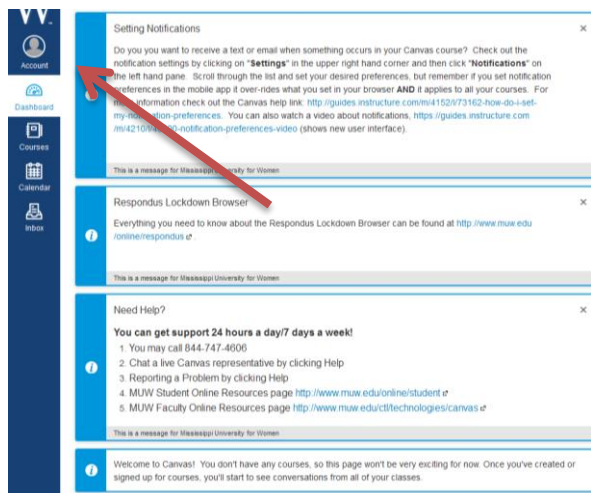 W
Setting Notifications
Do you you want to receive a text or email when something occurs in your Canvas course? Check out the
notification settings by clicking on "Settings" in the upper right hand corner and then click "Notifications" on
the left hand pane. Scroll through the list and set your desired preferences, but remember if you set notification
preferences in the mobile app it over-rides what you set in your browser AND it applies to all your courses. For
information check out the Canvas help link: http://guides.instructure.com/m/4152/l/73162-how-do-i-set-
preferences. You can also watch a video about notifications, https://guides.instructure.com
notification-preferences-video (shows new user interface).
This is a message for Mississippi University for Women
Account
Dashboard
Courses
Calendar
Inbox
Respondus Lockdown Browser
Everything you need to know about the Respondus Lockdown Browser can be found at http://www.muw.edu
/online/respondus
This is a message for Mississippi University for Women
Need Help?
You can get support 24 hours a day/7 days a week!
1. You may call 844-747-4606
2. Chat a live Canvas representative by clicking Help
3. Reporting a Problem by clicking Help
4. MUW Student Online Resources page http://www.muw.edu/online/student
5. MUW Faculty Online Resources page http://www.muw.edu/ctl/technologies/canvas
This is a message for Mississippi University for Women
Welcome to Canvas! You don't have any courses, so this page won't be very exciting for now. Once you've created or
signed up for courses, you'll start to see conversations from all of your classes.